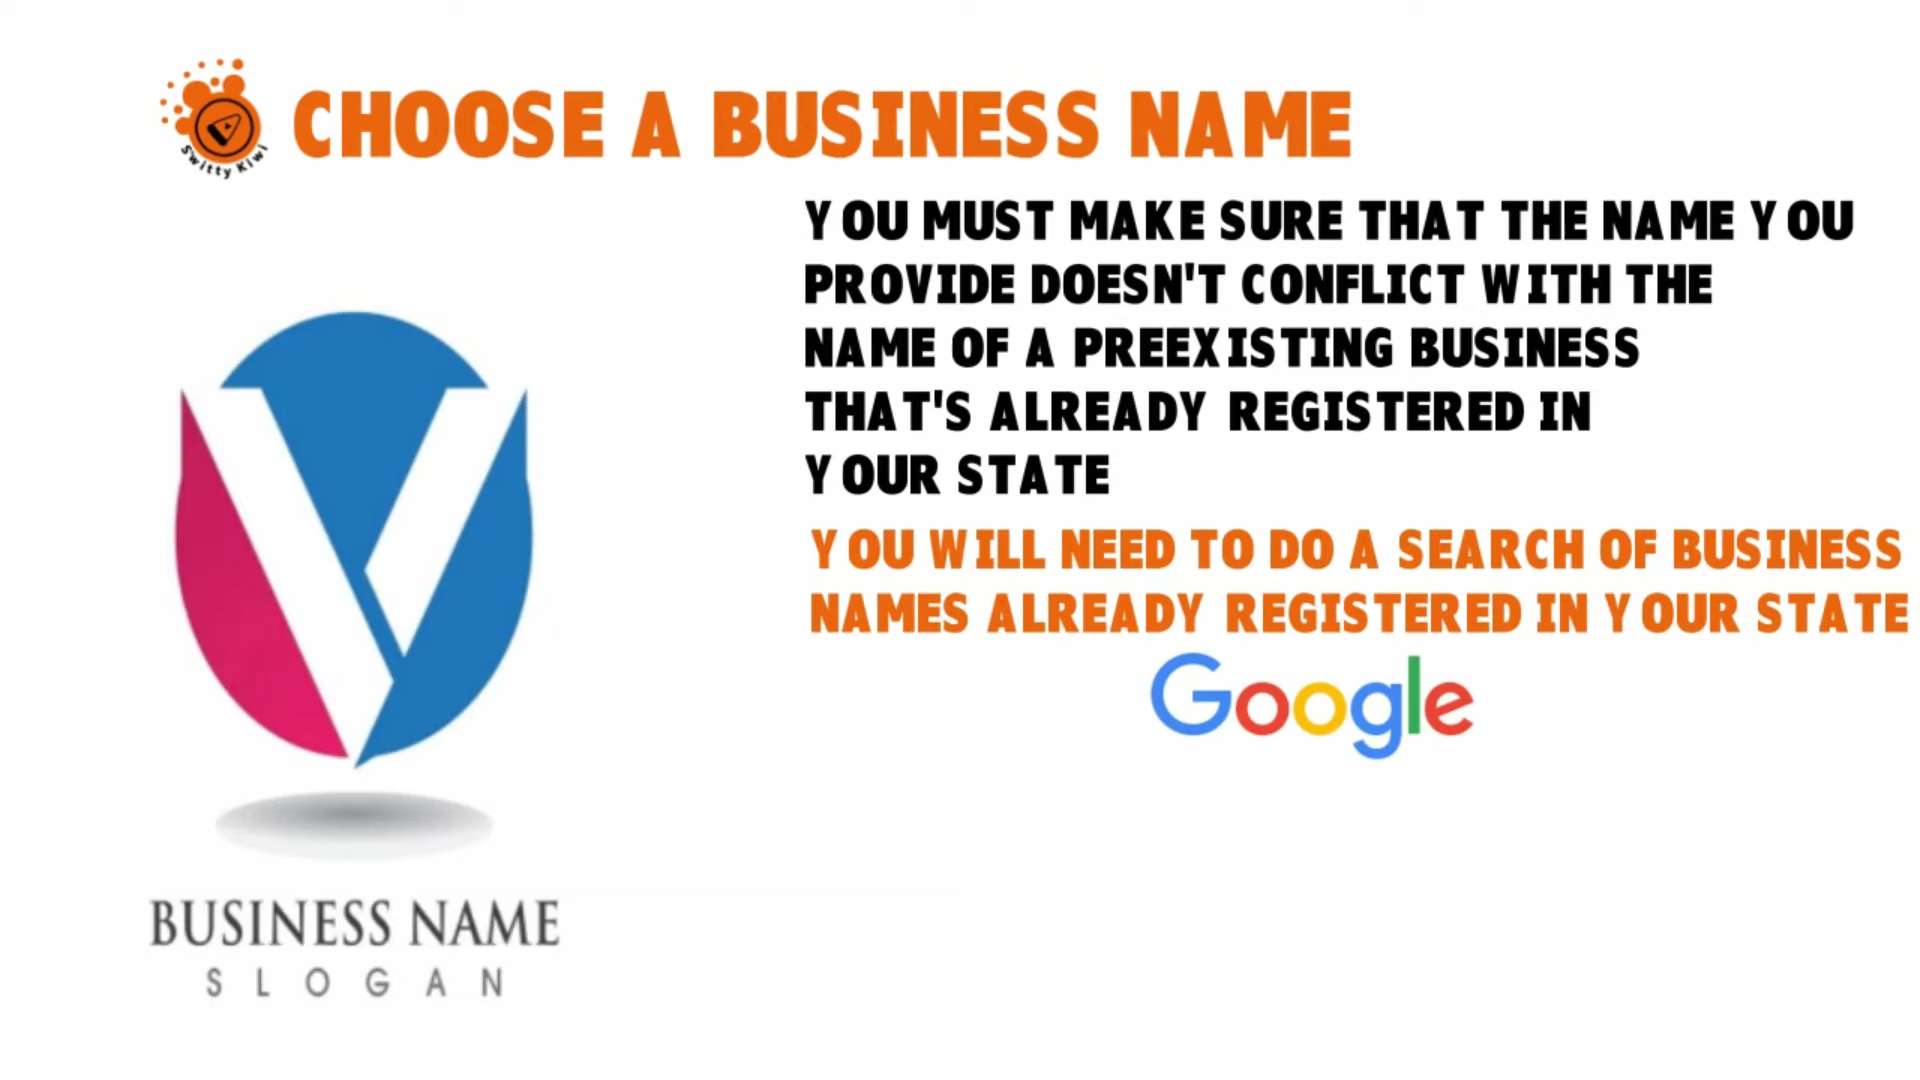 Switty Kiwi
CHOOSE A BUSINESS NAME
YOU MUST MAKE SURE THAT THE NAME YOU
PROVIDE DOESN'T CONFLICT WITH THE
NAME OF A PREEXISTING BUSINESS
THAT'S ALREADY REGISTERED IN
YOUR STATE
YOU WILL NEED TO DO A SEARCH OF BUSINESS
NAMES ALREADY REGISTERED IN YOUR STATE
Google
BUSINESS NAME
SLOGAN